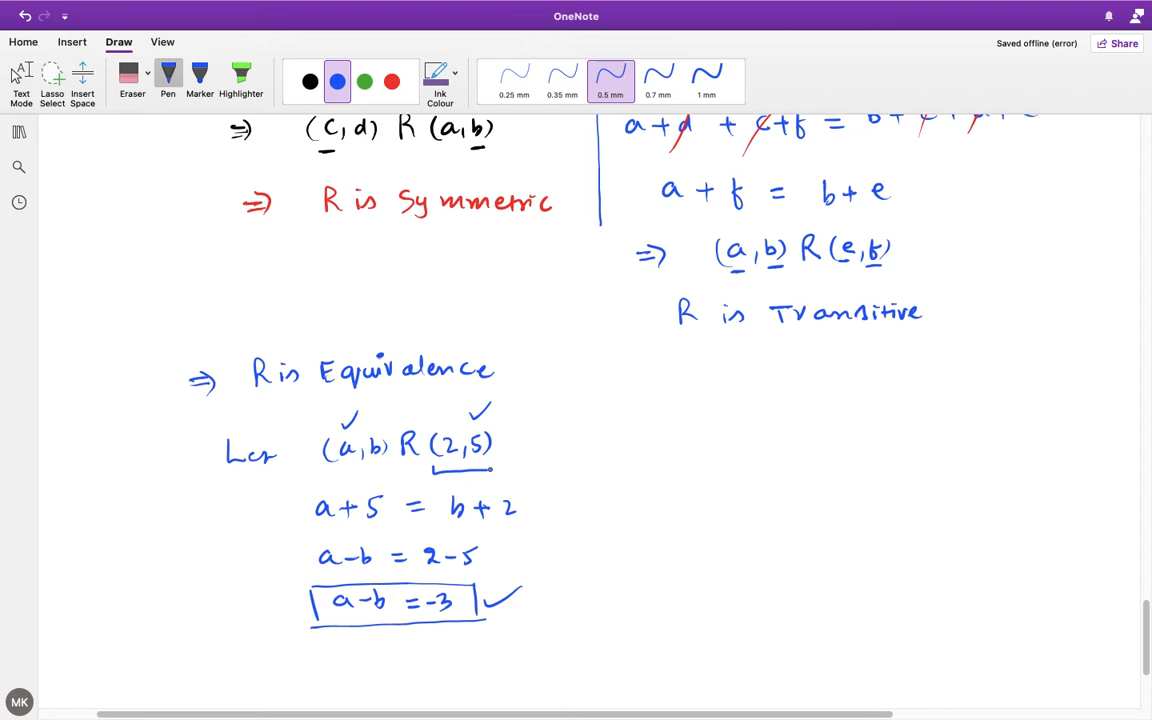 OneNote
Home Insert Draw View
Saved offline (error) Share
Text Mode
Lasso Select
Insert Space
Eraser
Pen
Marker
Highlighter
Ink Colour
0.25 mm
0.35 mm
0.5 mm
0.7 mm
1 mm
⇒ (c, d) R (a, b)
⇒ R is Symmetric
a + d + c + f = b +
a + f = b + e
⇒ (a, b) R (e, f)
R is Transitive
⇒ R is Equivalence
Let (a, b) R (2, 5)
a + 5 = b + 2
a - b = 2 - 5
a - b = -3
MK